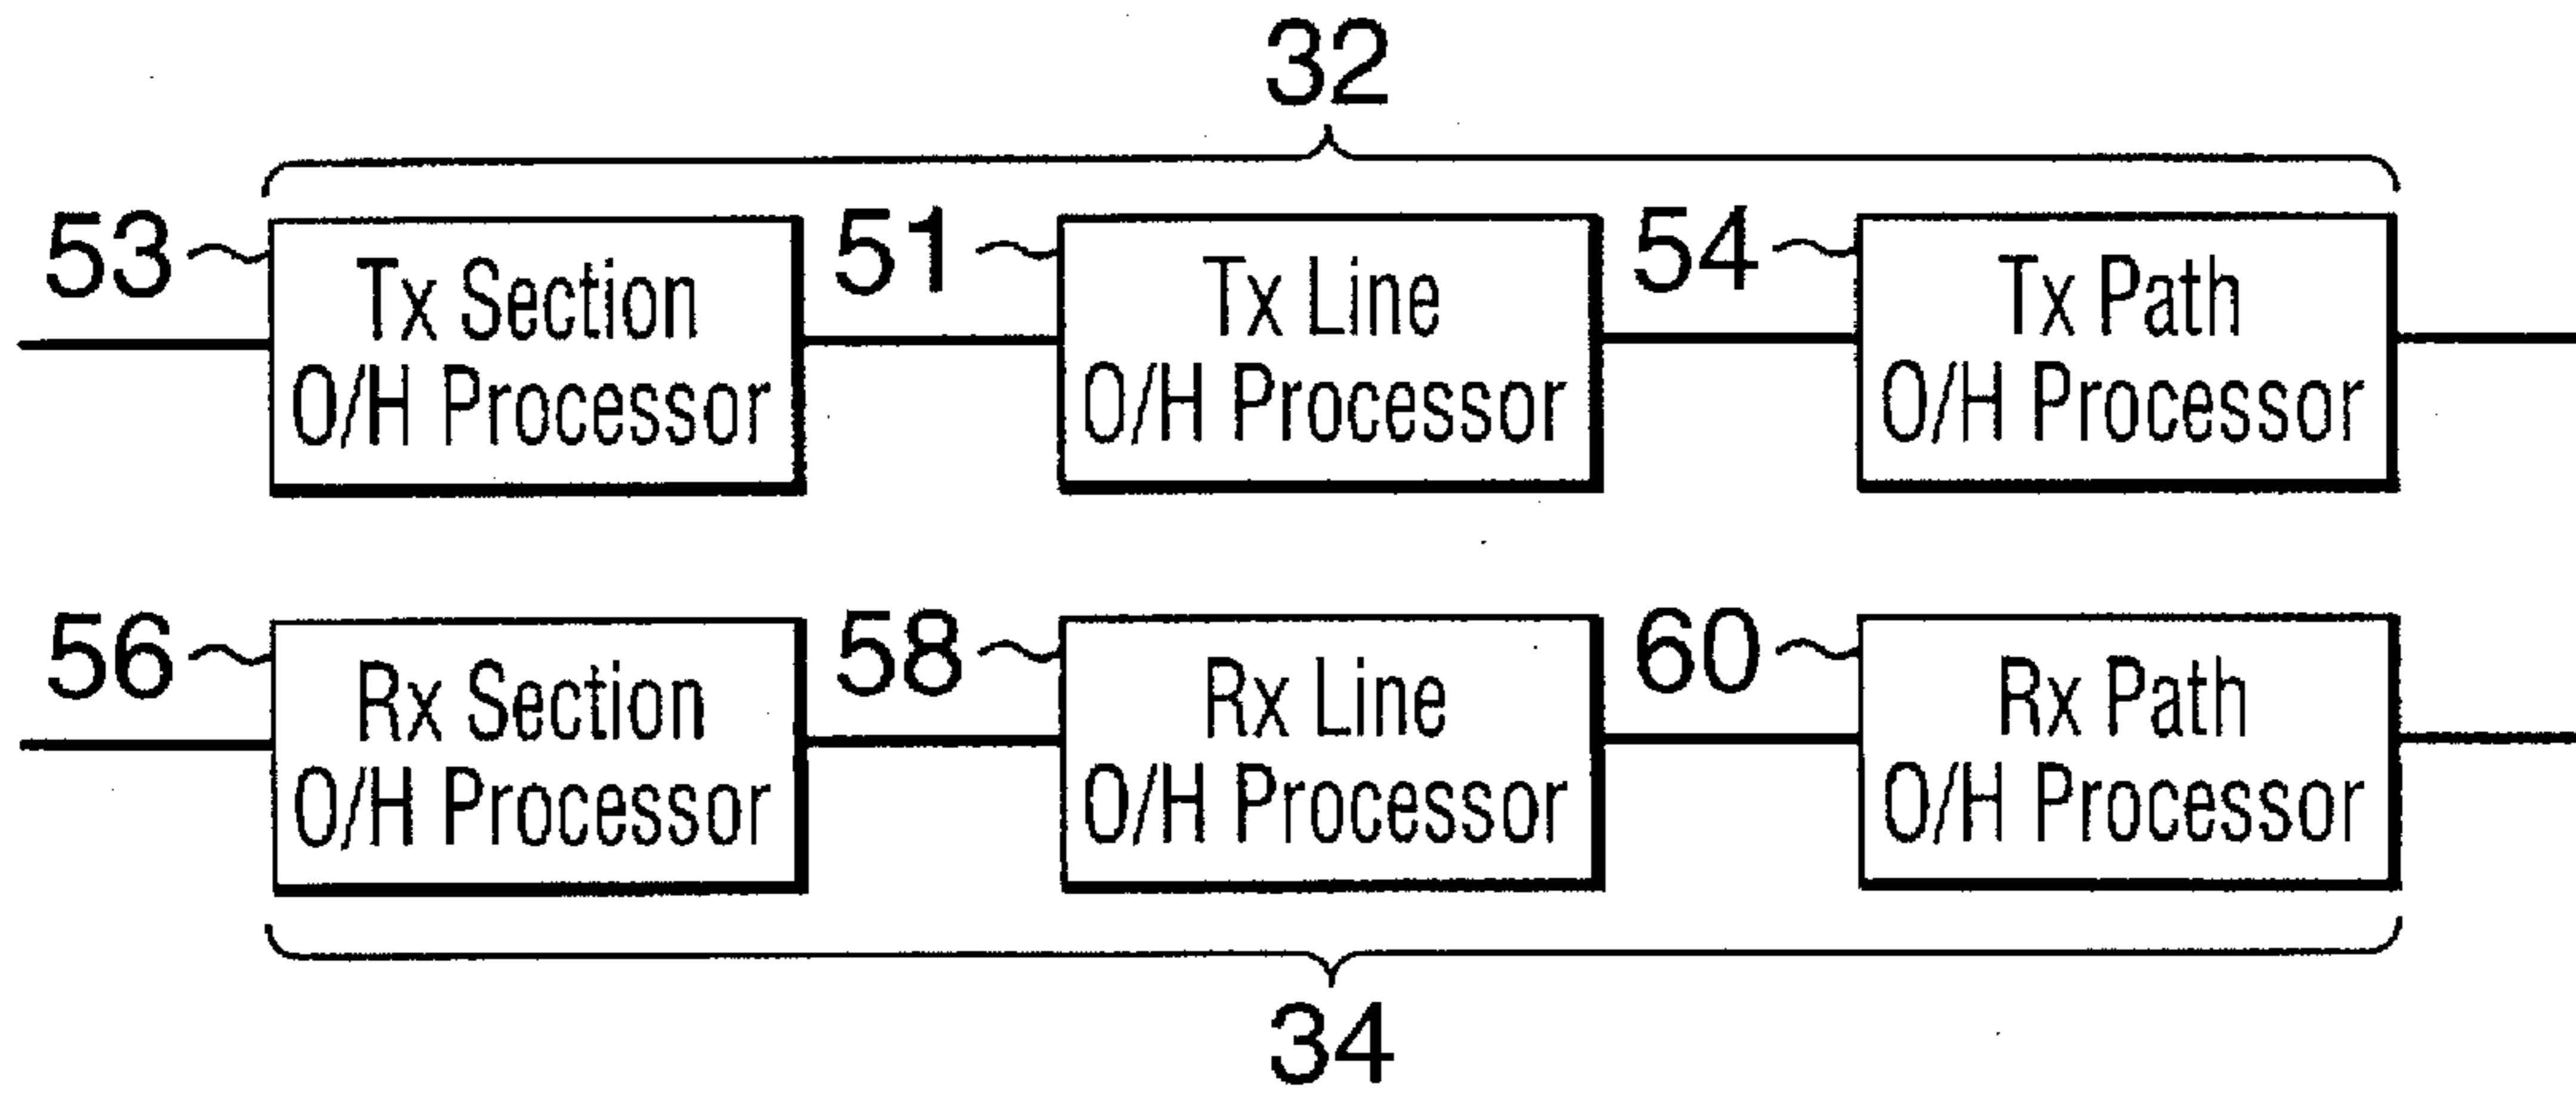 32
53
Tx Section
O/H Processor
51
Tx Line
O/H Processor
54
Tx Path
O/H Processor
56
Rx Section
O/H Processor
58
Rx Line
O/H Processor
60
Rx Path
O/H Processor
34